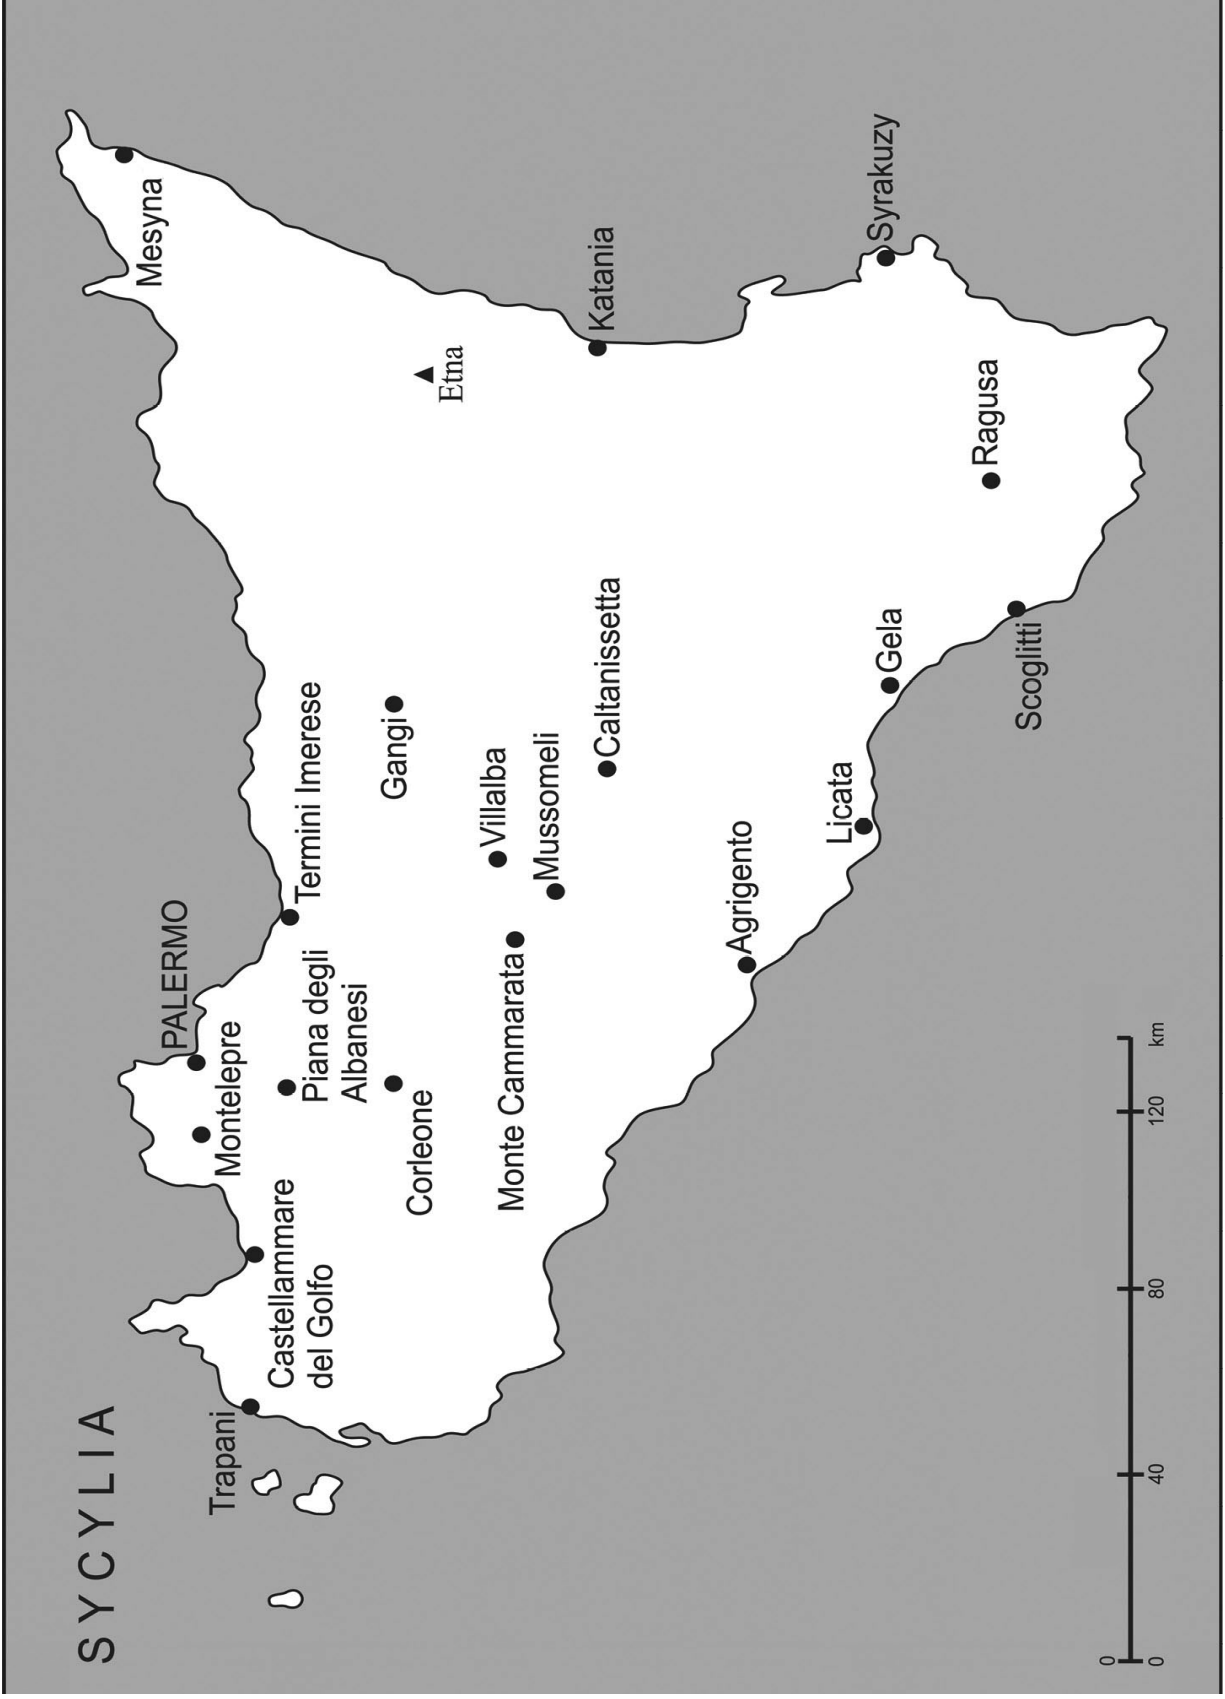 SYCYLIA
Mesyna
PALERMO
Montelepre
Trapani
Castellammare
del Golfo
Termini Imerese
Piana degli
Albanesi
Gangi
Corleone
Etna
Villalba
Monte Cammarata
Mussomeli
Katania
Caltanissetta
Agrigento
Licata
Gela
Syrakuzy
Ragusa
Scoglitti
0
0 40 80 120 km